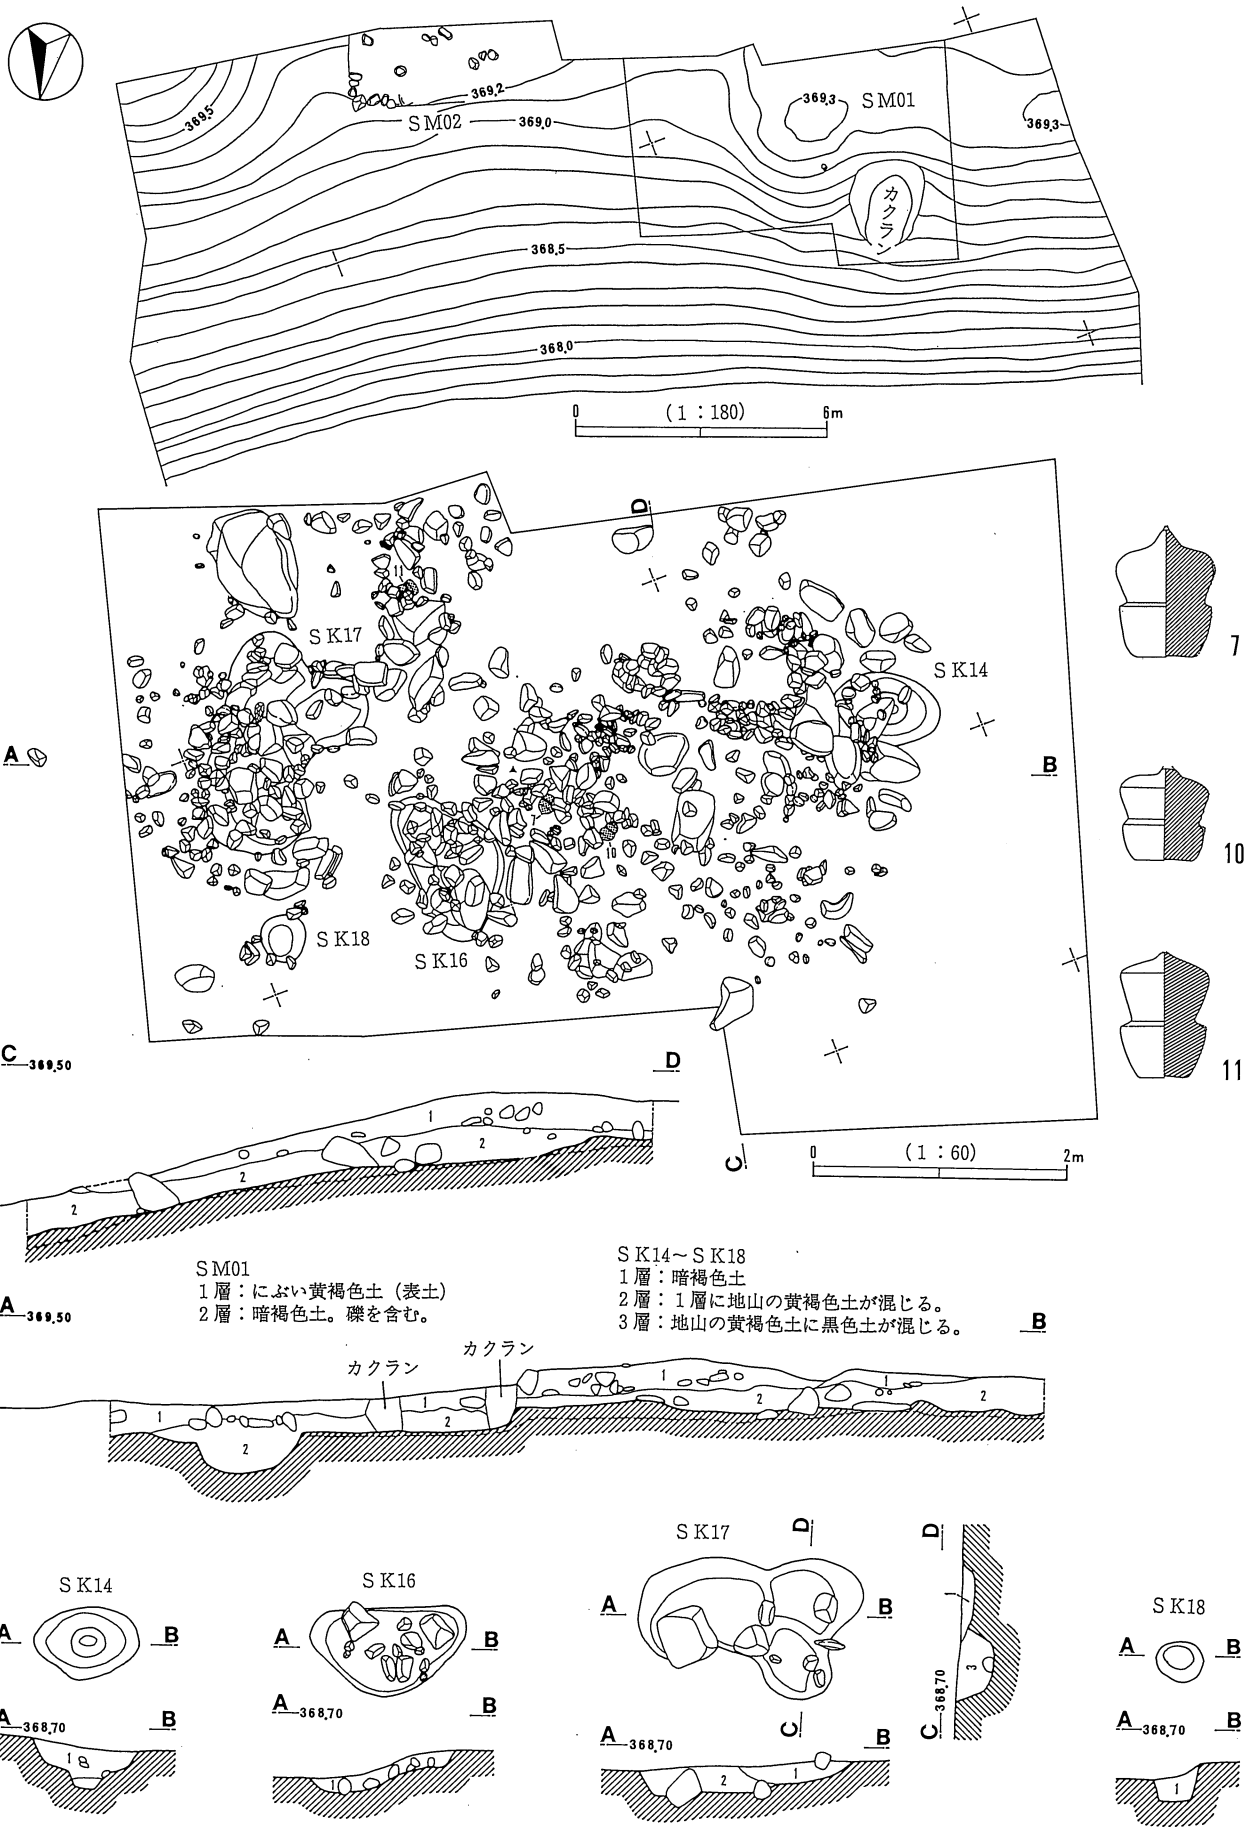 369.5
369.2
SM02
369.0
369.3
SM01
369.3
カクラン
368.5
368.0
0 (1：180) 6m
D
11
SK17
SK14
7
A
B
7
10
10
SK18
SK16
11
C 369.50
D
C
0 (1：60) 2m
1
2
2
2
SM01
1層：にぶい黄褐色土（表土）
2層：暗褐色土。礫を含む。
SK14～SK18
1層：暗褐色土
2層：1層に地山の黄褐色土が混じる。
3層：地山の黄褐色土に黒色土が混じる。
A 369.50
B
カクラン
カクラン
1
2
1
2
1
2
1
2
SK14
A B
A 368.70 B
1
SK16
A B
A 368.70 B
1
SK17
D
A B
C
A 368.70 B
2
1
D
1
3
C 368.70
SK18
A B
A 368.70 B
1